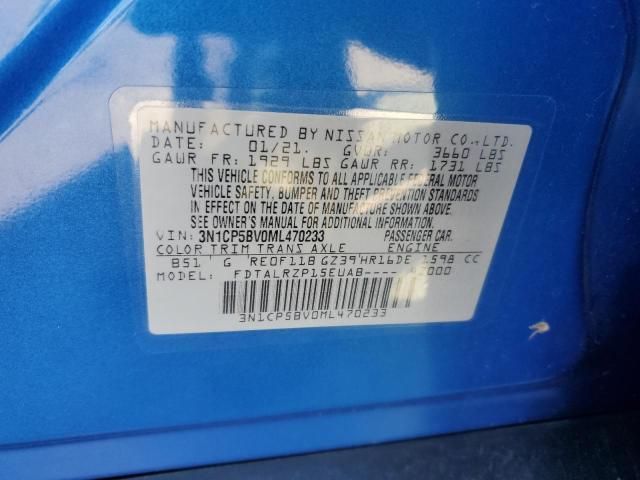 MANUFACTURED BY NISSAN MOTOR CO.,LTD.
DATE: 01/21. GVWR: 3660 LBS
GAWR FR: 1929 LBS GAWR RR: 1731 LBS
THIS VEHICLE CONFORMS TO ALL APPLICABLE FEDERAL MOTOR
VEHICLE SAFETY, BUMPER AND THEFT PREVENTION STANDARDS
IN EFFECT ON THE DATE OF MANUFACTURE SHOWN ABOVE.
SEE OWNER'S MANUAL FOR ADDITIONAL INFORMATION.
VIN: 3N1CP5BV0ML470233 PASSENGER CAR.
COLOR TRIM TRANS AXLE ENGINE
B51 G RE0F11B GZ39 HR16DE 1598 CC
MODEL: FDTALRZP15EUAB----
3N1CP5BV0ML470233